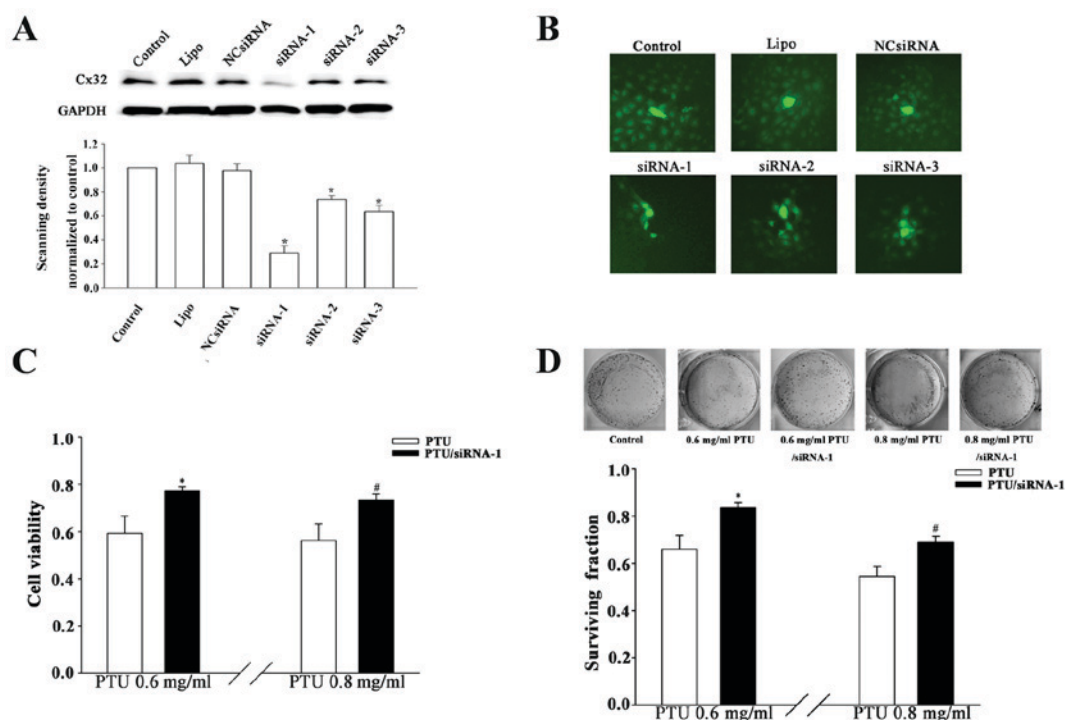 A
Control
Lipo
NCsiRNA
siRNA-1
siRNA-2
siRNA-3
Cx32
GAPDH
Scanning density
normalized to control
1.2
1.0
0.8
0.6
0.4
0.2
0.0
*
*
*
Control
Lipo
NCsiRNA
siRNA-1
siRNA-2
siRNA-3
B
Control Lipo NCsiRNA
siRNA-1 siRNA-2 siRNA-3
C
Cell viability
1.0
0.8
0.6
0.4
0.2
0.0
PTU
PTU/siRNA-1
*
#
PTU 0.6 mg/ml PTU 0.8 mg/ml
D
Control 0.6 mg/ml PTU 0.6 mg/ml PTU 0.8 mg/ml PTU 0.8 mg/ml PTU
/siRNA-1 /siRNA-1
PTU
PTU/siRNA-1
Surviving fraction
1.0
0.8
0.6
0.4
0.2
0.0
*
#
PTU 0.6 mg/ml PTU 0.8 mg/ml